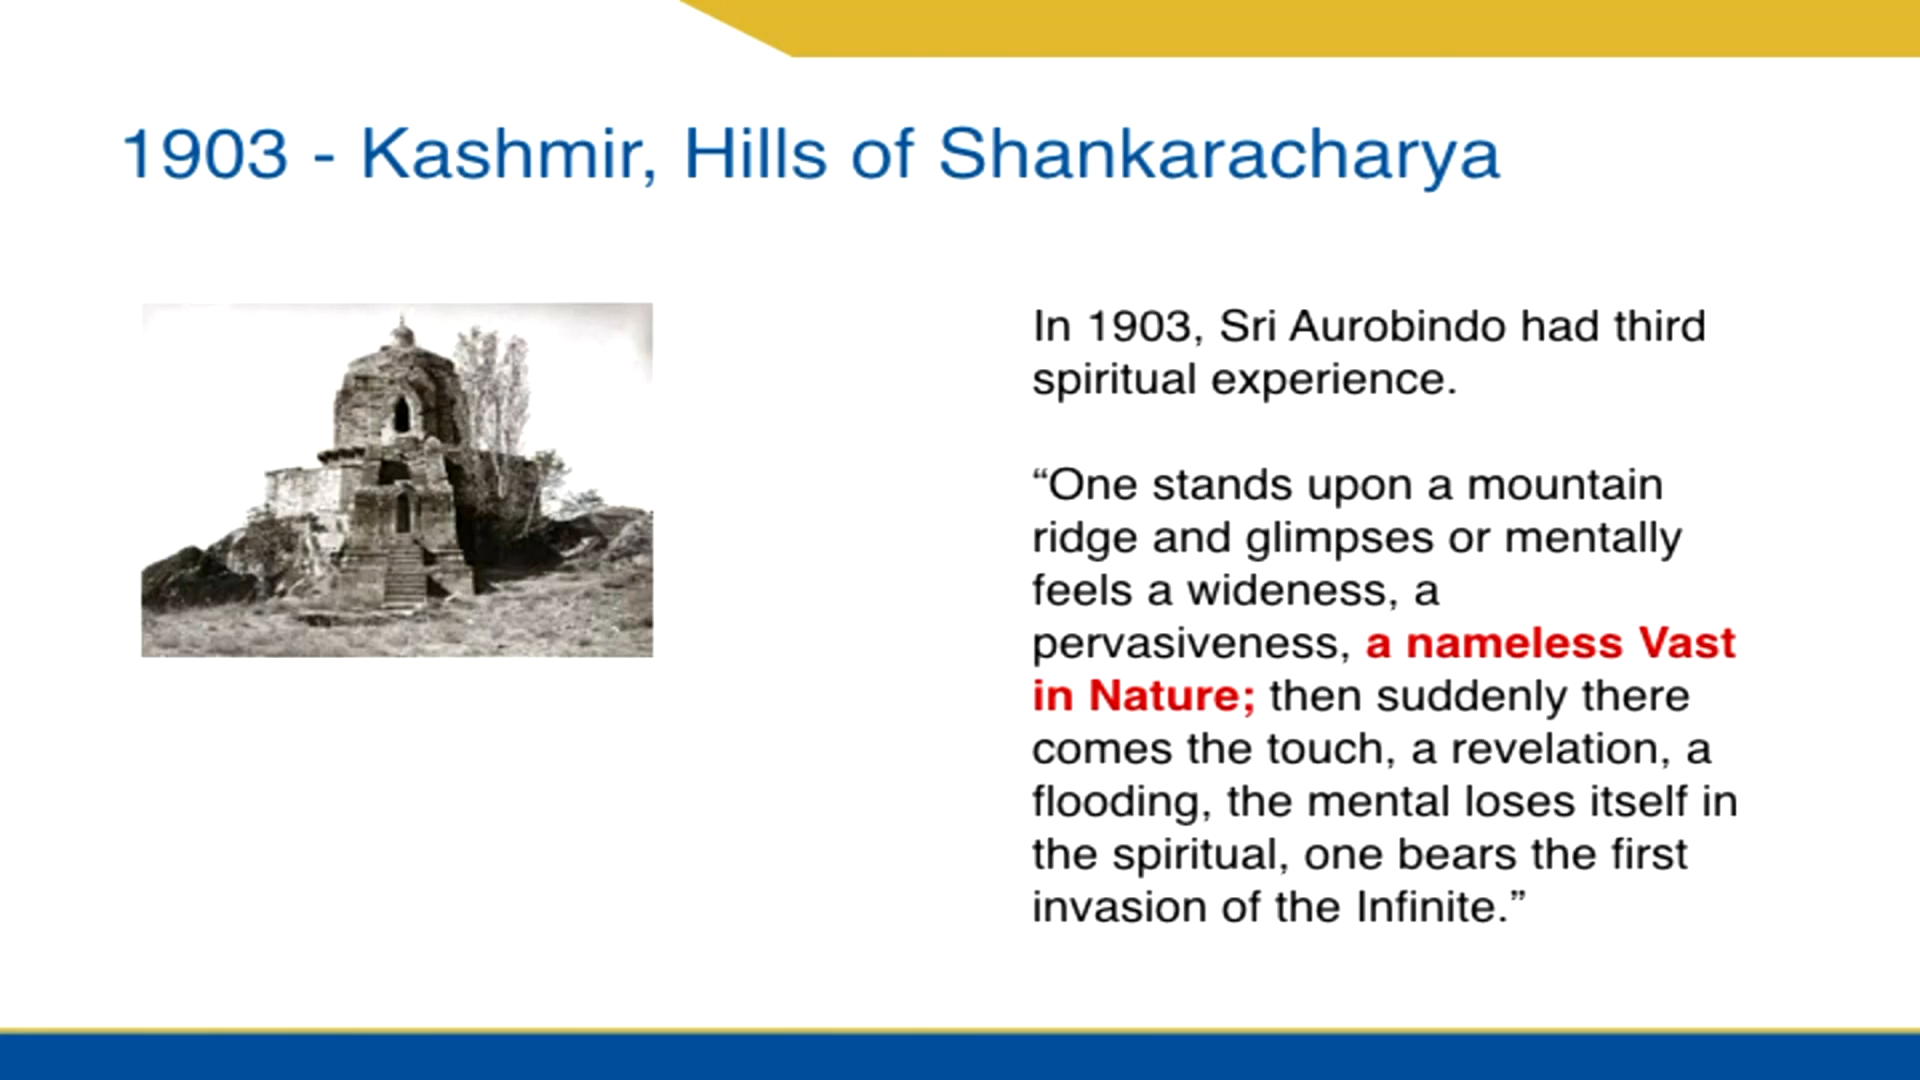 1903 - Kashmir, Hills of Shankaracharya
In 1903, Sri Aurobindo had third
spiritual experience.
“One stands upon a mountain
ridge and glimpses or mentally
feels a wideness, a
pervasiveness, a nameless Vast
in Nature; then suddenly there
comes the touch, a revelation, a
flooding, the mental loses itself in
the spiritual, one bears the first
invasion of the Infinite.”